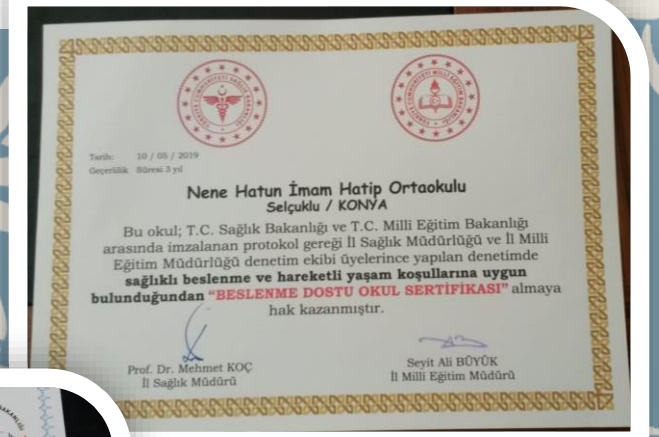 Tarih: 10 / 05 / 2019
Geçerlilik Süresi 3 yıl
Nene Hatun İmam Hatip Ortaokulu
Selçuklu / KONYA
Bu okul; T.C. Sağlık Bakanlığı ve T.C. Milli Eğitim Bakanlığı
arasında imzalanan protokol gereği İl Sağlık Müdürlüğü ve İl Milli
Eğitim Müdürlüğü denetim ekibi üyelerince yapılan denetimde
sağlıklı beslenme ve hareketli yaşam koşullarına uygun
bulunduğundan “BESLENME DOSTU OKUL SERTİFİKASI” almaya
hak kazanmıştır.
Prof. Dr. Mehmet KOÇ
İl Sağlık Müdürü
Seyit Ali BÜYÜK
İl Milli Eğitim Müdürü